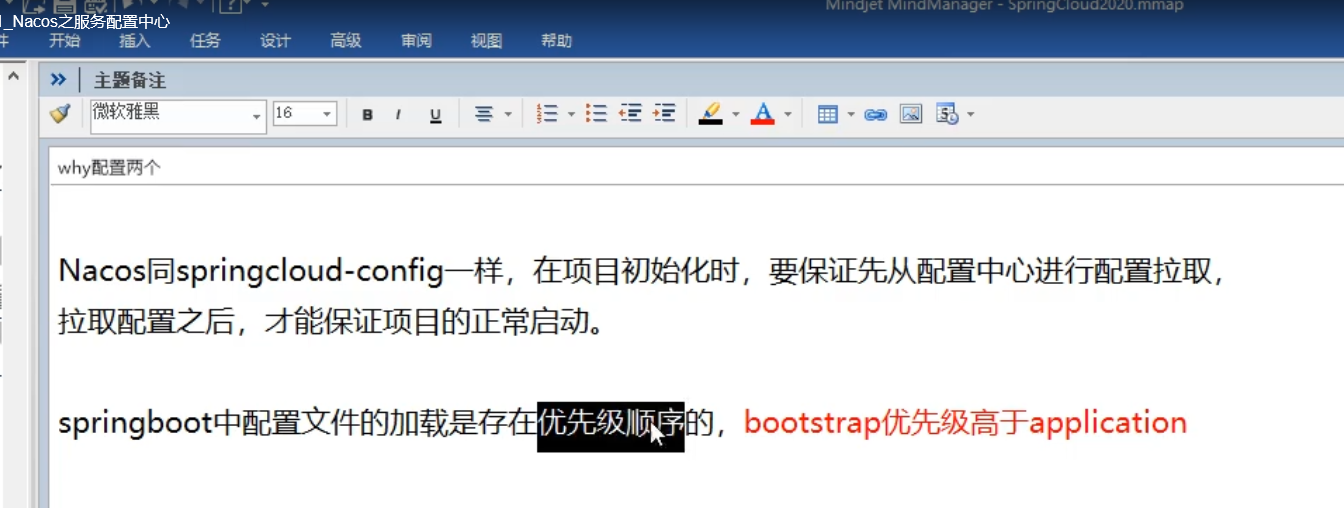 Mindjet MindManager - SpringCloud2020.mmap
_Nacos之服务配置中心
开始 插入 任务 设计 高级 审阅 视图 帮助
主题备注
微软雅黑 16 B I U
why配置两个
Nacos同springcloud-config一样，在项目初始化时，要保证先从配置中心进行配置拉取，
拉取配置之后，才能保证项目的正常启动。
springboot中配置文件的加载是存在优先级顺序的，bootstrap优先级高于application